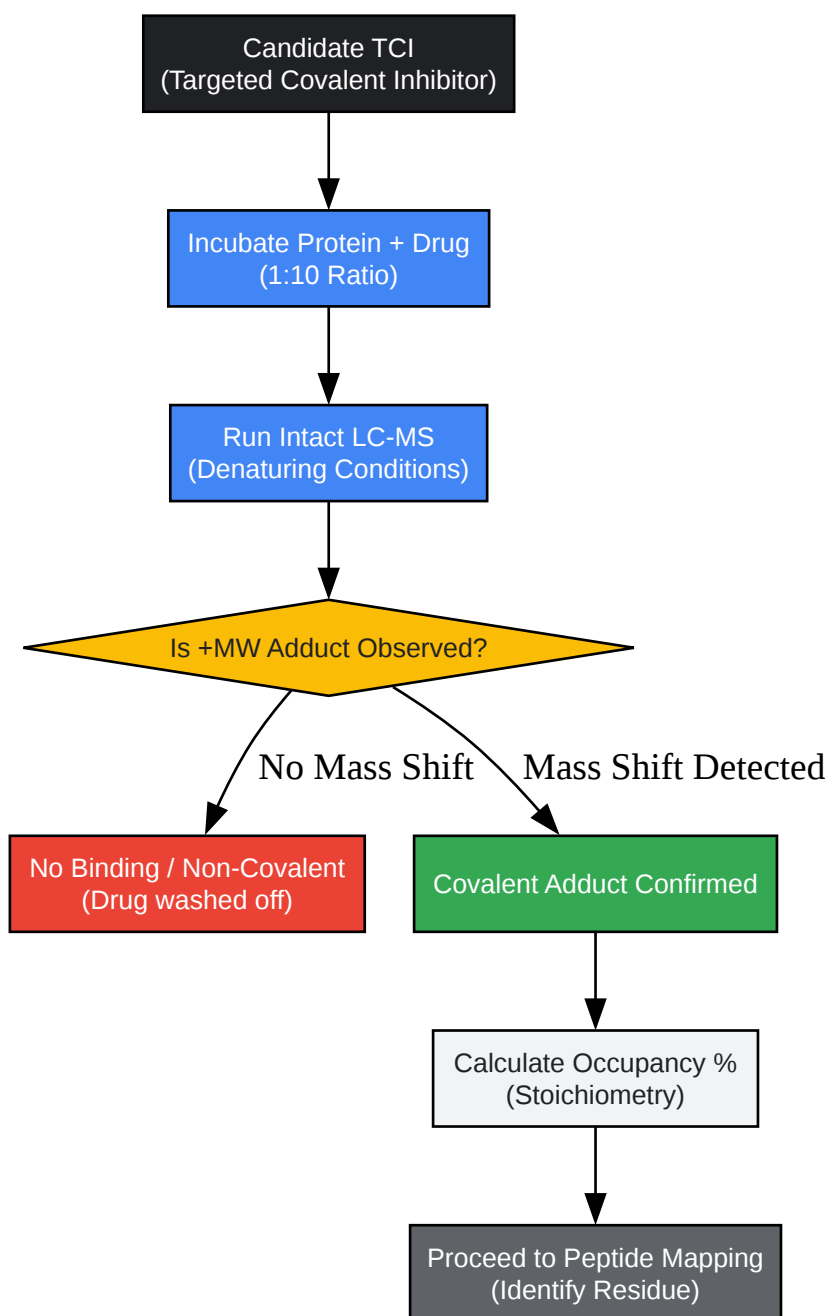 Candidate TCI
(Targeted Covalent Inhibitor)
Incubate Protein + Drug
(1:10 Ratio)
Run Intact LC-MS
(Denaturing Conditions)
Is +MW Adduct Observed?
No Mass Shift
Mass Shift Detected
No Binding / Non-Covalent
(Drug washed off)
Covalent Adduct Confirmed
Calculate Occupancy %
(Stoichiometry)
Proceed to Peptide Mapping
(Identify Residue)